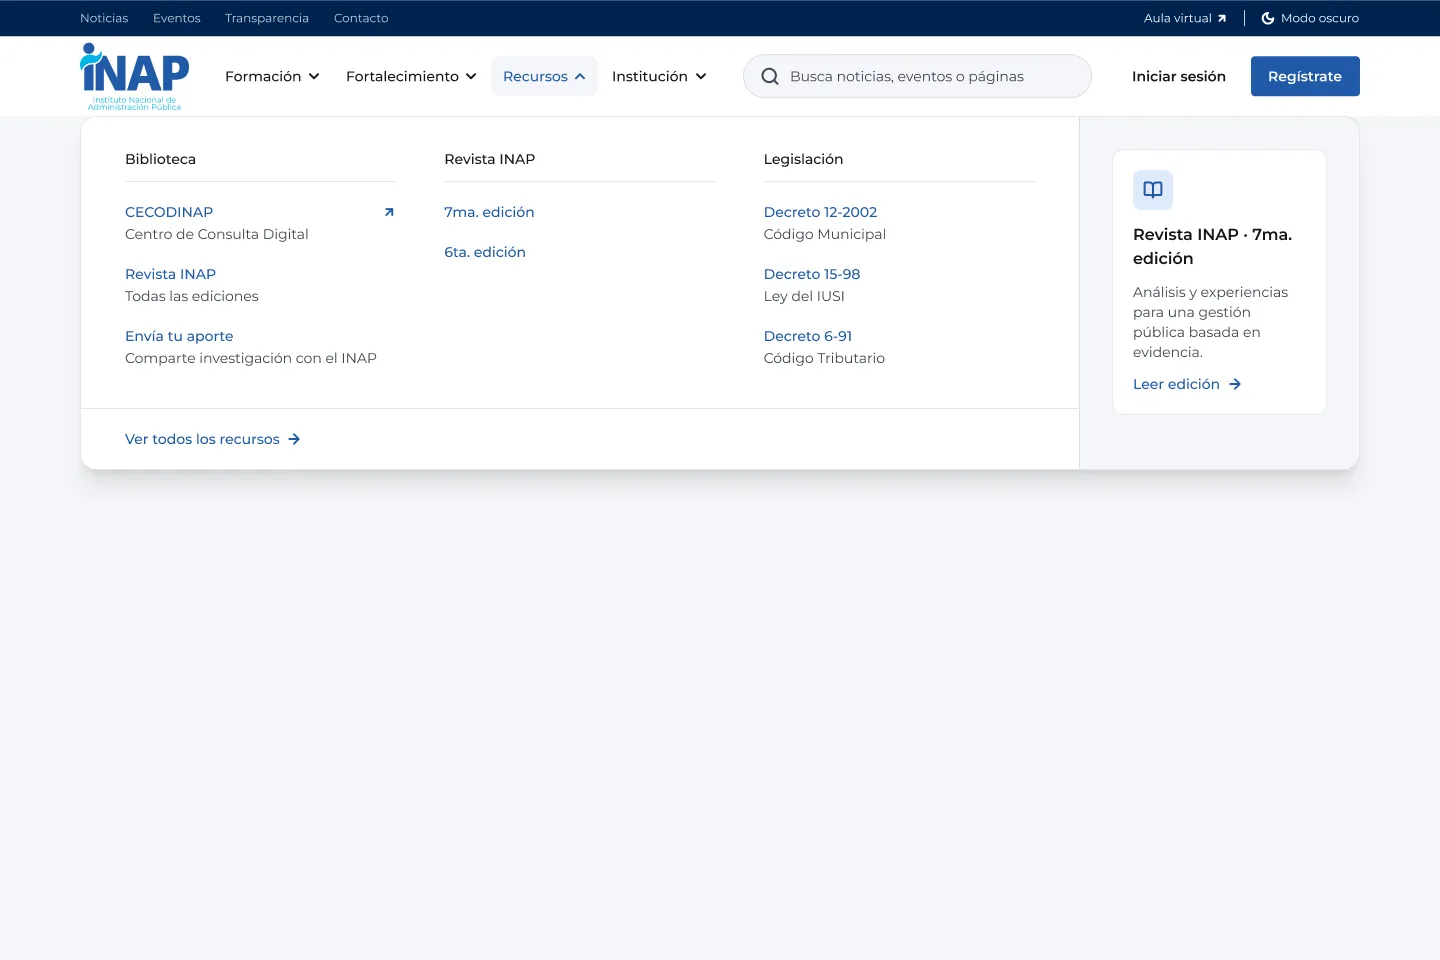 Noticias Eventos Transparencia Contacto
Aula virtual Modo oscuro
INAP
Instituto Nacional de
Administración Pública
Formación Fortalecimiento Recursos Institución
Busca noticias, eventos o páginas
Iniciar sesión Regístrate
Biblioteca
CECODINAP
Centro de Consulta Digital
Revista INAP
Todas las ediciones
Envía tu aporte
Comparte investigación con el INAP
Revista INAP
7ma. edición
6ta. edición
Legislación
Decreto 12-2002
Código Municipal
Decreto 15-98
Ley del IUSI
Decreto 6-91
Código Tributario
Ver todos los recursos
Revista INAP · 7ma.
edición
Análisis y experiencias
para una gestión
pública basada en
evidencia.
Leer edición